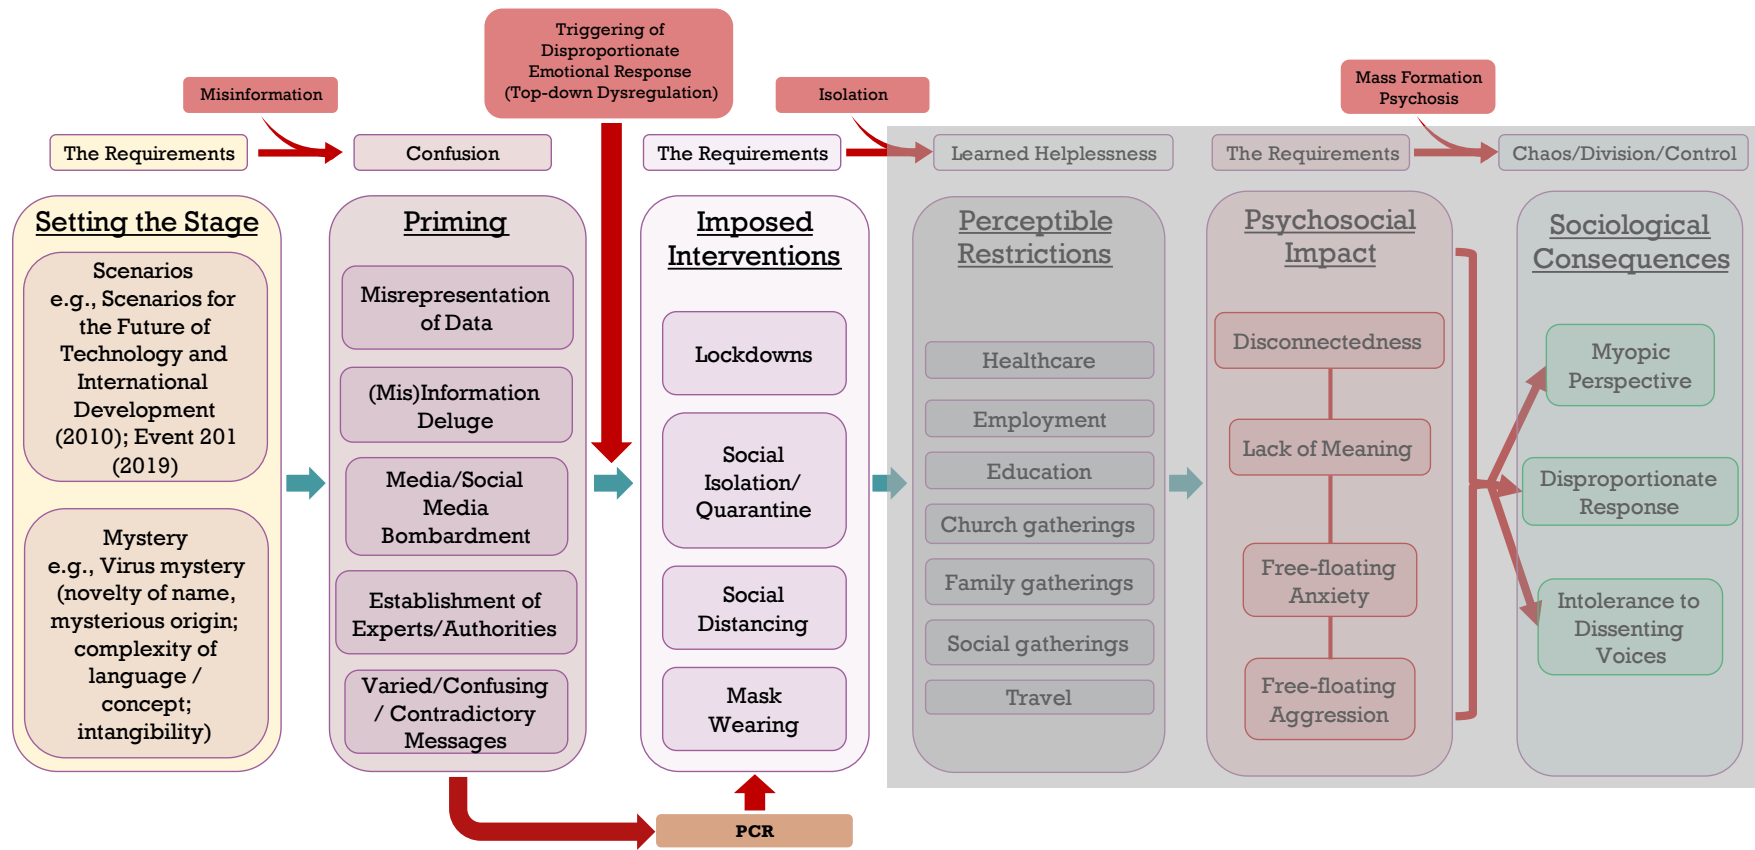 Triggering of
Disproportionate
Emotional Response
(Top-down Dysregulation)
Misinformation
Isolation
Mass Formation
Psychosis
The Requirements
Confusion
The Requirements
Learned Helplessness
The Requirements
Chaos/Division/Control
Setting the Stage
Scenarios
e.g., Scenarios for
the Future of
Technology and
International
Development
(2010); Event 201
(2019)
Mystery
e.g., Virus mystery
(novelty of name,
mysterious origin;
complexity of
language /
concept;
intangibility)
Priming
Misrepresentation
of Data
(Mis)Information
Deluge
Media/Social
Media
Bombardment
Establishment of
Experts/Authorities
Varied/Confusing
/ Contradictory
Messages
Imposed
Interventions
Lockdowns
Social
Isolation/
Quarantine
Social
Distancing
Mask
Wearing
PCR
Perceptible
Restrictions
Healthcare
Employment
Education
Church gatherings
Family gatherings
Social gatherings
Travel
Psychosocial
Impact
Disconnectedness
Lack of Meaning
Free-floating
Anxiety
Free-floating
Aggression
Sociological
Consequences
Myopic
Perspective
Disproportionate
Response
Intolerance to
Dissenting
Voices